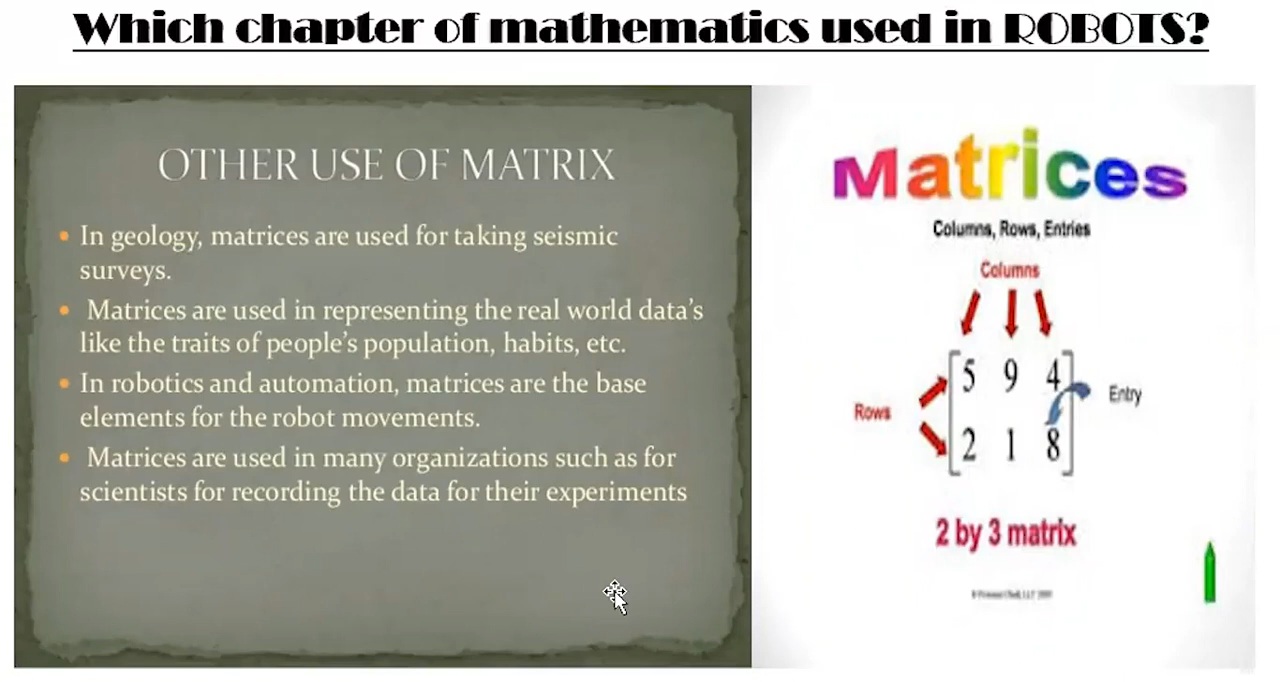 Which chapter of mathematics used in ROBOTS?
OTHER USE OF MATRIX
• In geology, matrices are used for taking seismic
surveys.
• Matrices are used in representing the real world data's
like the traits of people's population, habits, etc.
• In robotics and automation, matrices are the base
elements for the robot movements.
• Matrices are used in many organizations such as for
scientists for recording the data for their experiments
Matrices
Columns, Rows, Entries
Columns
5 9 4
Entry
Rows
2 1 8
2 by 3 matrix